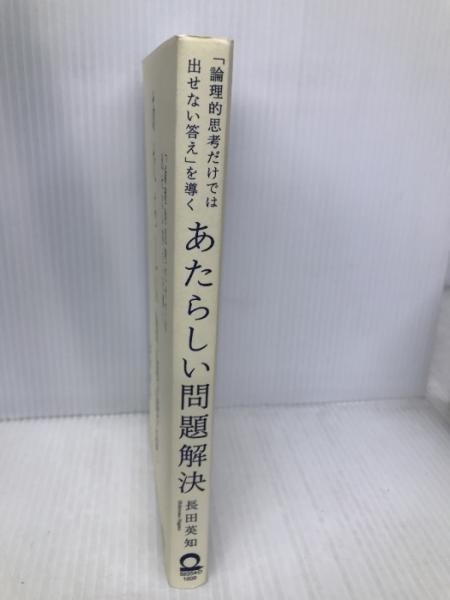 「論理的思考だけでは
出せない答え」を導く
あたらしい問題解決
長田英知